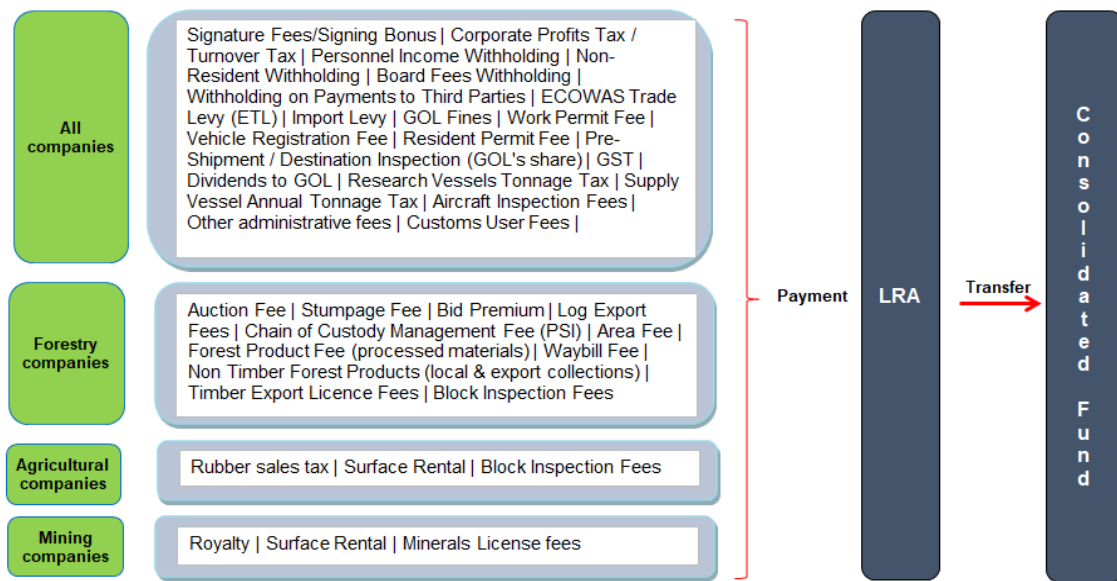 All
companies
Signature Fees/Signing Bonus | Corporate Profits Tax /
Turnover Tax | Personnel Income Withholding | Non-
Resident Withholding | Board Fees Withholding |
Withholding on Payments to Third Parties | ECOWAS Trade
Levy (ETL) | Import Levy | GOL Fines | Work Permit Fee |
Vehicle Registration Fee | Resident Permit Fee | Pre-
Shipment / Destination Inspection (GOL's share) | GST |
Dividends to GOL | Research Vessels Tonnage Tax | Supply
Vessel Annual Tonnage Tax | Aircraft Inspection Fees |
Other administrative fees | Customs User Fees |
Forestry
companies
Auction Fee | Stumpage Fee | Bid Premium | Log Export
Fees | Chain of Custody Management Fee (PSI) | Area Fee |
Forest Product Fee (processed materials) | Waybill Fee |
Non Timber Forest Products (local & export collections) |
Timber Export Licence Fees | Block Inspection Fees
Agricultural
companies
Rubber sales tax | Surface Rental | Block Inspection Fees
Mining
companies
Royalty | Surface Rental | Minerals License fees
Payment
LRA
Transfer
Consolidated Fund